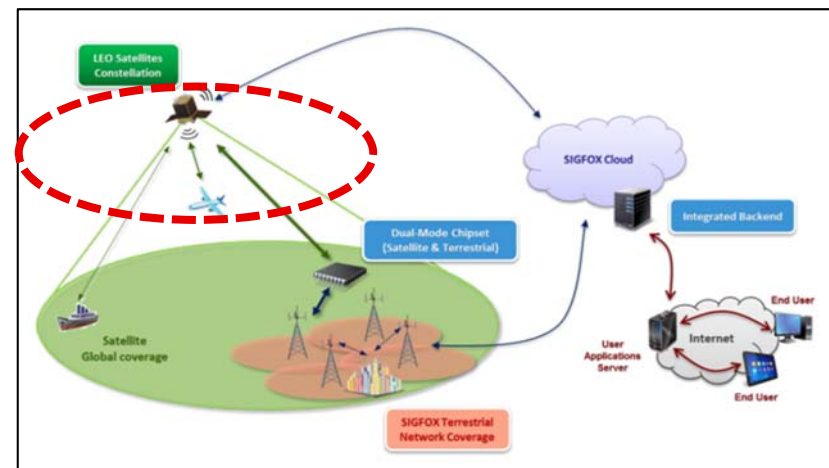 LEO Satellites
Constellation
SIGFOX Cloud
Dual-Mode Chipset
(Satellite & Terrestrial)
Integrated Backend
Satellite
Global coverage
End User
Internet
User
Applications
Server
End User
SIGFOX Terrestrial
Network Coverage